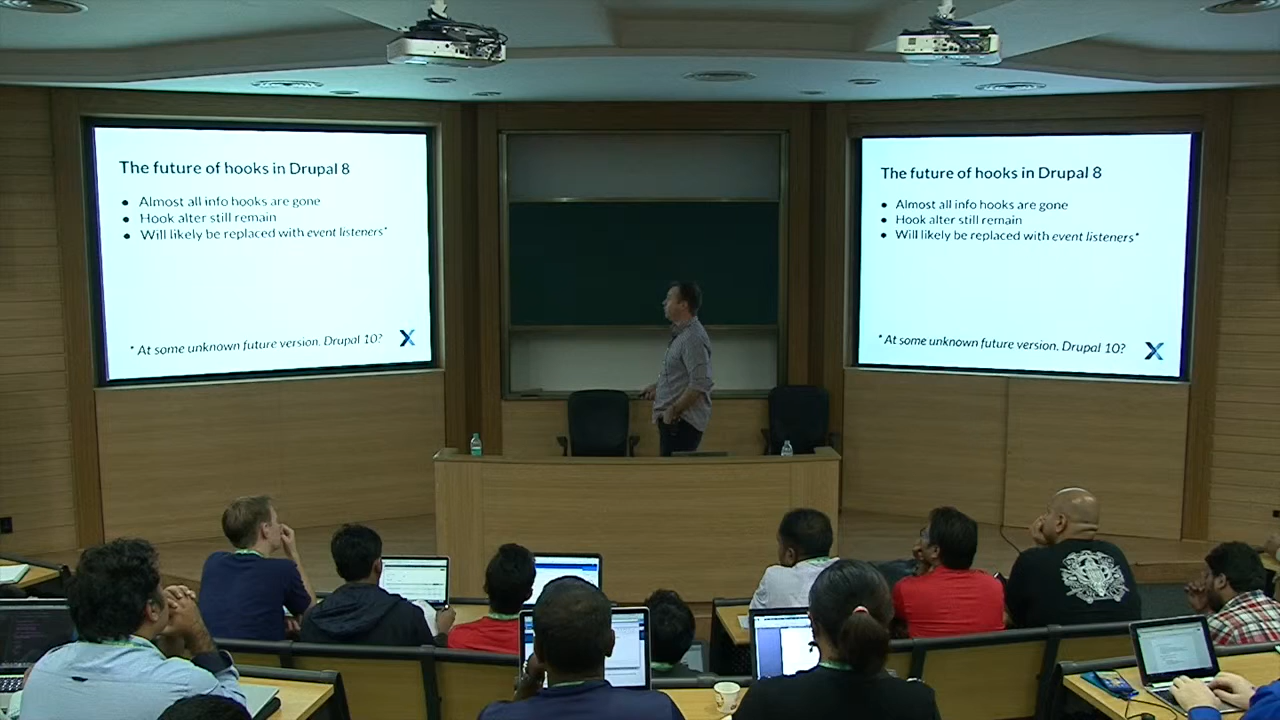 The future of hooks in Drupal 8
● Almost all info hooks are gone
● Hook alter still remain
● Will likely be replaced with event listeners*
* At some unknown future version. Drupal 10?
X
The future of hooks in Drupal 8
● Almost all info hooks are gone
● Hook alter still remain
● Will likely be replaced with event listeners*
* At some unknown future version. Drupal 10?
X